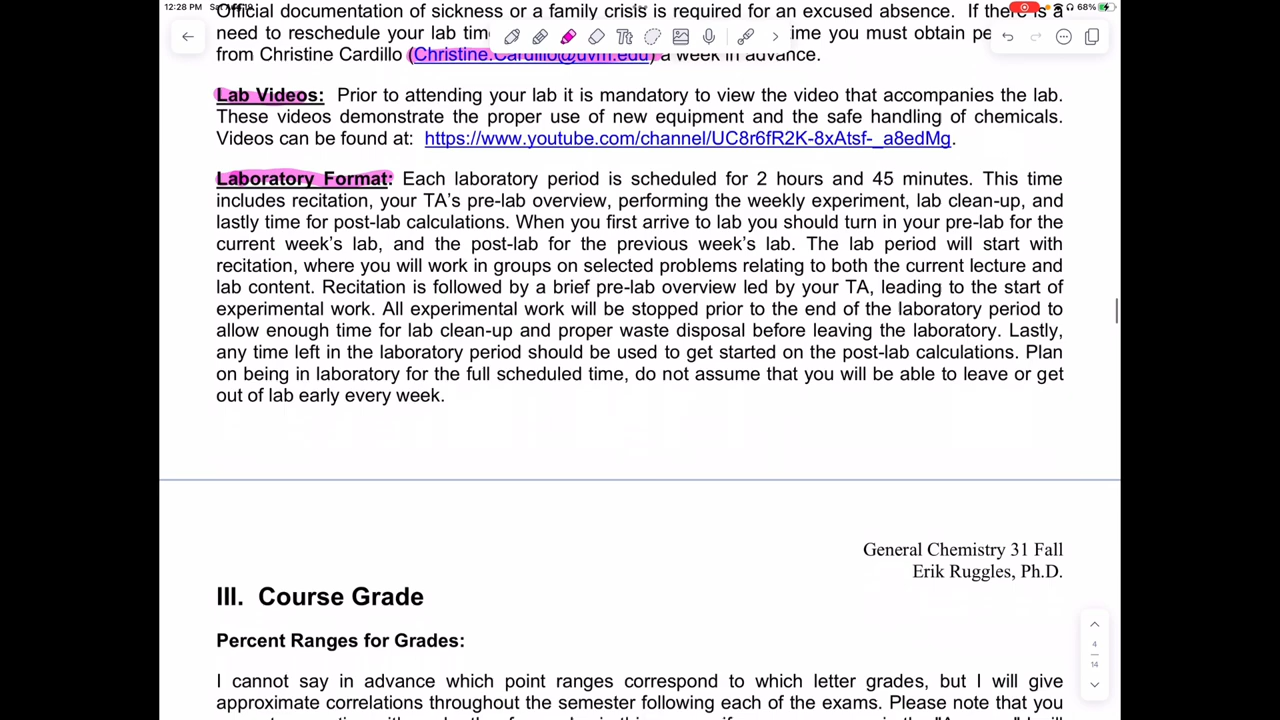 12:28 PM
68%
Official documentation of sickness or a family crisis is required for an excused absence. If there is a
need to reschedule your lab time you must obtain
from Christine Cardillo (Christine.Cardillo@uvm.edu) a week in advance.
Lab Videos: Prior to attending your lab it is mandatory to view the video that accompanies the lab.
These videos demonstrate the proper use of new equipment and the safe handling of chemicals.
Videos can be found at: https://www.youtube.com/channel/UC8r6fR2K-8xAtsf-_a8edMg.
Laboratory Format: Each laboratory period is scheduled for 2 hours and 45 minutes. This time
includes recitation, your TA's pre-lab overview, performing the weekly experiment, lab clean-up, and
lastly time for post-lab calculations. When you first arrive to lab you should turn in your pre-lab for the
current week's lab, and the post-lab for the previous week's lab. The lab period will start with
recitation, where you will work in groups on selected problems relating to both the current lecture and
lab content. Recitation is followed by a brief pre-lab overview led by your TA, leading to the start of
experimental work. All experimental work will be stopped prior to the end of the laboratory period to
allow enough time for lab clean-up and proper waste disposal before leaving the laboratory. Lastly,
any time left in the laboratory period should be used to get started on the post-lab calculations. Plan
on being in laboratory for the full scheduled time, do not assume that you will be able to leave or get
out of lab early every week.
General Chemistry 31 Fall
Erik Ruggles, Ph.D.
III. Course Grade
Percent Ranges for Grades:
4
14
I cannot say in advance which point ranges correspond to which letter grades, but I will give
approximate correlations throughout the semester following each of the exams. Please note that you